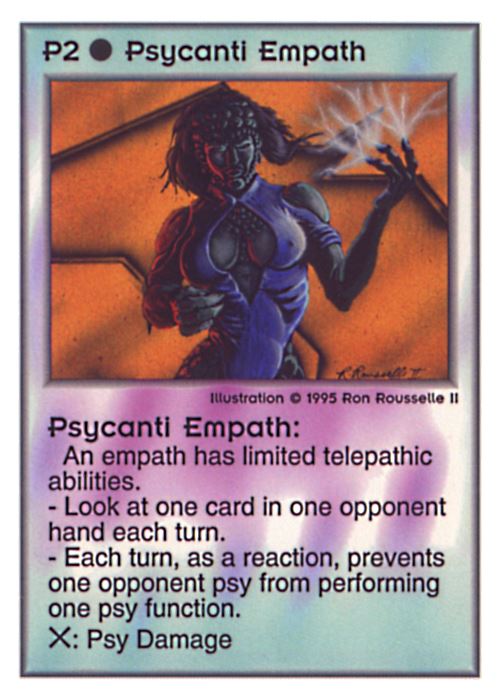 P2 ● Psycanti Empath
R Rousselle II
Illustration © 1995 Ron Rousselle II
Psycanti Empath:
An empath has limited telepathic
abilities.
- Look at one card in one opponent
hand each turn.
- Each turn, as a reaction, prevents
one opponent psy from performing
one psy function.
X: Psy Damage